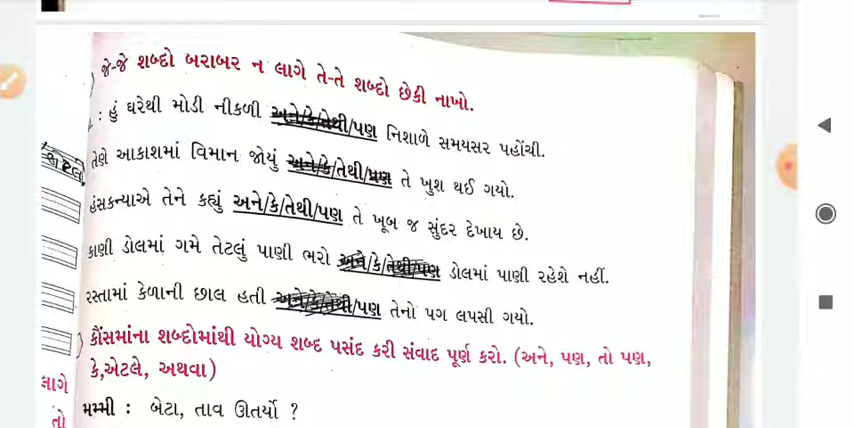 જે-જે શબ્દો બરાબર ન લાગે તે-તે શબ્દો છેકી નાખો.
: હું ઘરેથી મોડી નીકળી અને/કે/તેથી/પણ નિશાળે સમયસર પહોંચી.
તેણે આકાશમાં વિમાન જોયું અને/કે/તેથી/પણ તે ખુશ થઈ ગયો.
હંસકન્યાએ તેને કહ્યું અને/કે/તેથી/પણ તે ખૂબ જ સુંદર દેખાય છે.
કાણી ડોલમાં ગમે તેટલું પાણી ભરો અને/કે/તેથી/પણ ડોલમાં પાણી રહેશે નહીં.
રસ્તામાં કેળાની છાલ હતી અને/કે/તેથી/પણ તેનો પગ લપસી ગયો.
) કૌંસમાંના શબ્દોમાંથી યોગ્ય શબ્દ પસંદ કરી સંવાદ પૂર્ણ કરો. (અને, પણ, તો પણ,
કે,એટલે, અથવા)
લાગે
મમ્મી : બેટા, તાવ ઊતર્યો ?
તો